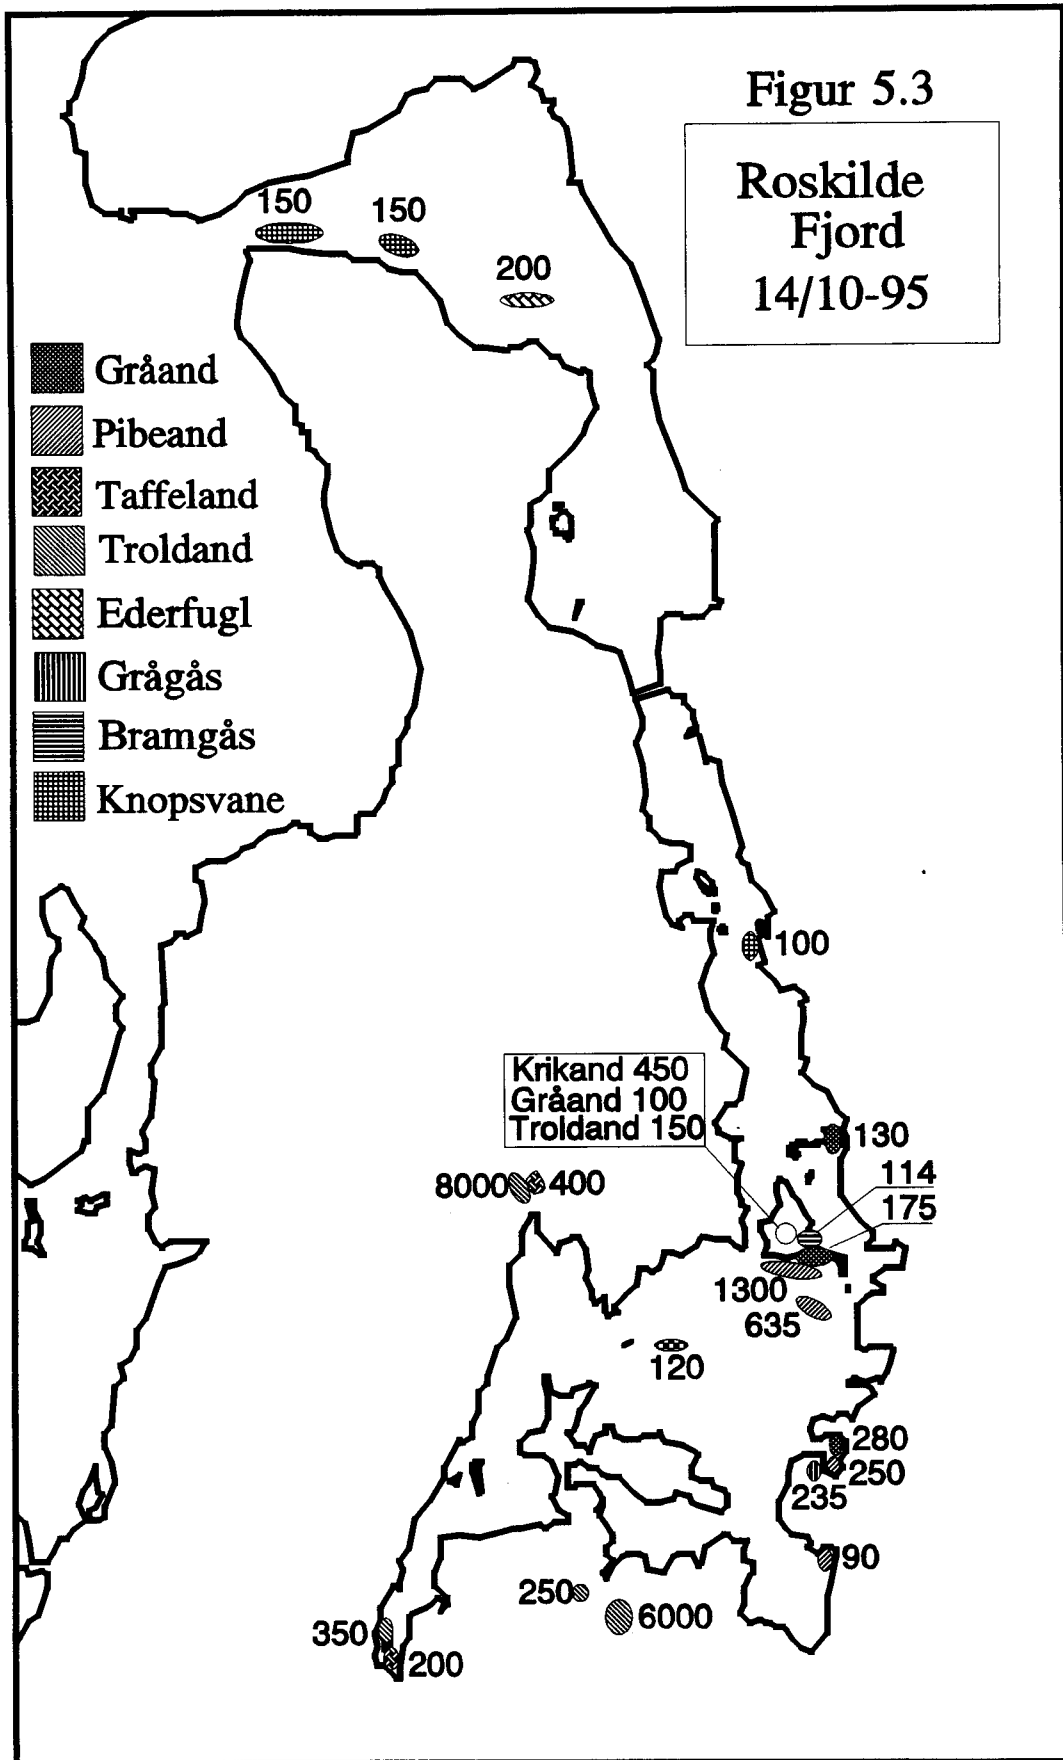 Figur 5.3
Roskilde
Fjord
14/10-95
150
150
200
Gråand
Pibeand
Taffeland
Troldand
Ederfugl
Grågås
Bramgås
Knopsvane
100
Krikand 450
Gråand 100
Troldand 150
130
114
175
8000
400
1300
635
120
280
250
235
90
250
6000
350
200